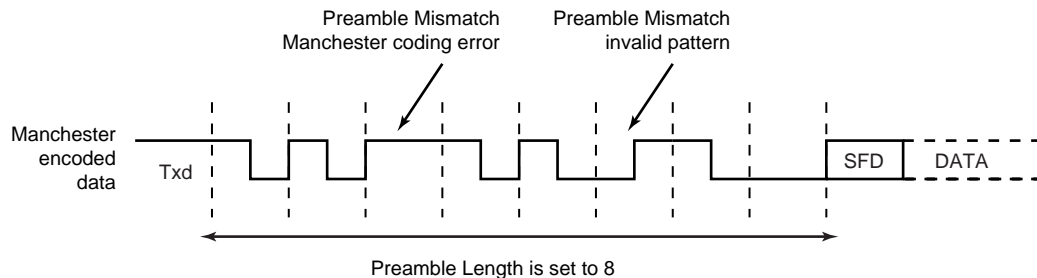 Preamble Mismatch
Manchester coding error
Preamble Mismatch
invalid pattern
Manchester
encoded
data
Txd
SFD
DATA
Preamble Length is set to 8